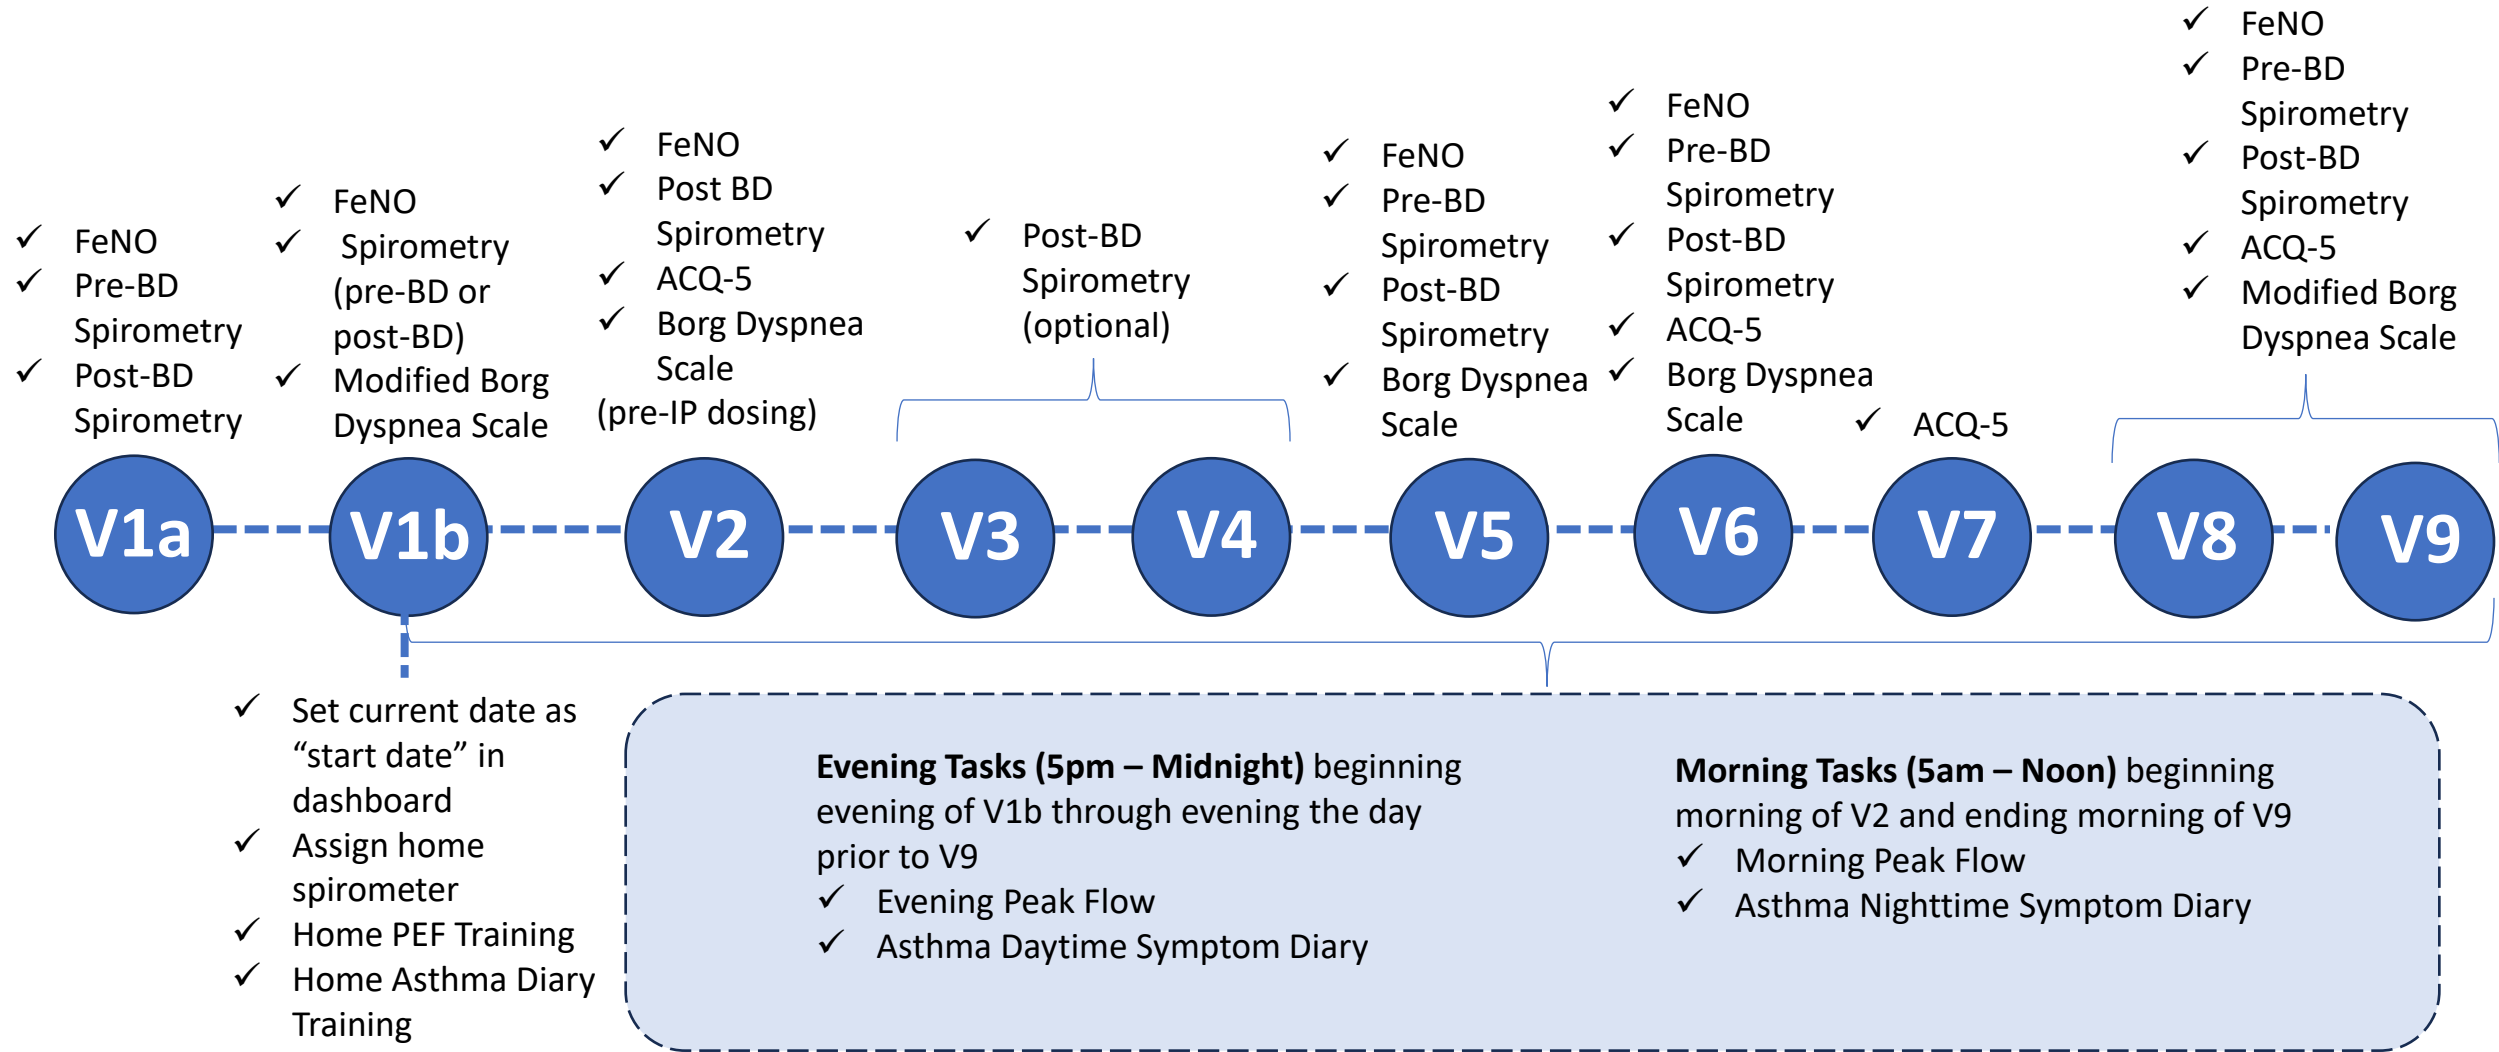 FeNO
Pre-BD
Spirometry
Post-BD
Spirometry
FeNO
Spirometry
(pre-BD or
post-BD)
Modified Borg
Dyspnea Scale
FeNO
Post BD
Spirometry
ACQ-5
Borg Dyspnea
Scale
(pre-IP dosing)
Post-BD
Spirometry
(optional)
FeNO
Pre-BD
Spirometry
Post-BD
Spirometry
Borg Dyspnea
Scale
FeNO
Pre-BD
Spirometry
Post-BD
Spirometry
ACQ-5
Borg Dyspnea
Scale
ACQ-5
FeNO
Pre-BD
Spirometry
Post-BD
Spirometry
ACQ-5
Modified Borg
Dyspnea Scale
V1a
V1b
V2
V3
V4
V5
V6
V7
V8
V9
Set current date as
“start date” in
dashboard
Assign home
spirometer
Home PEF Training
Home Asthma Diary
Training
Evening Tasks (5pm – Midnight) beginning
evening of V1b through evening the day
prior to V9
Evening Peak Flow
Asthma Daytime Symptom Diary
Morning Tasks (5am – Noon) beginning
morning of V2 and ending morning of V9
Morning Peak Flow
Asthma Nighttime Symptom Diary